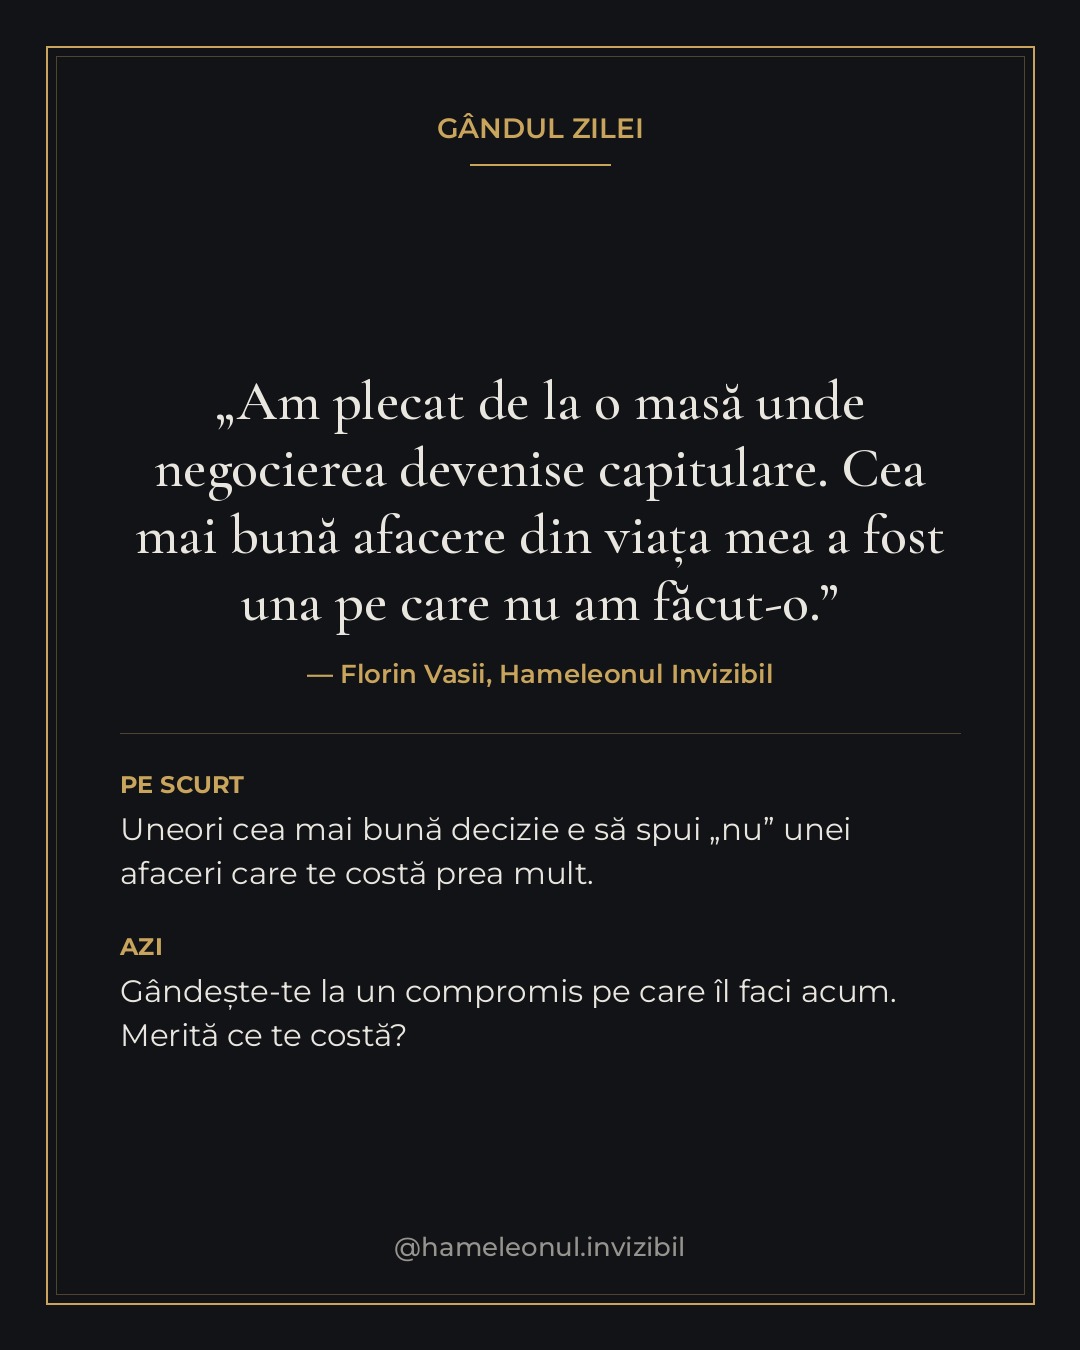 GÂNDUL ZILEI
„Am plecat de la o masă unde
negocierea devenise capitulare. Cea
mai bună afacere din viața mea a fost
una pe care nu am făcut-o.”
— Florin Vasii, Hameleonul Invizibil
PE SCURT
Uneori cea mai bună decizie e să spui „nu” unei
afaceri care te costă prea mult.
AZI
Gândește-te la un compromis pe care îl faci acum.
Merită ce te costă?
@hameleonul.invizibil